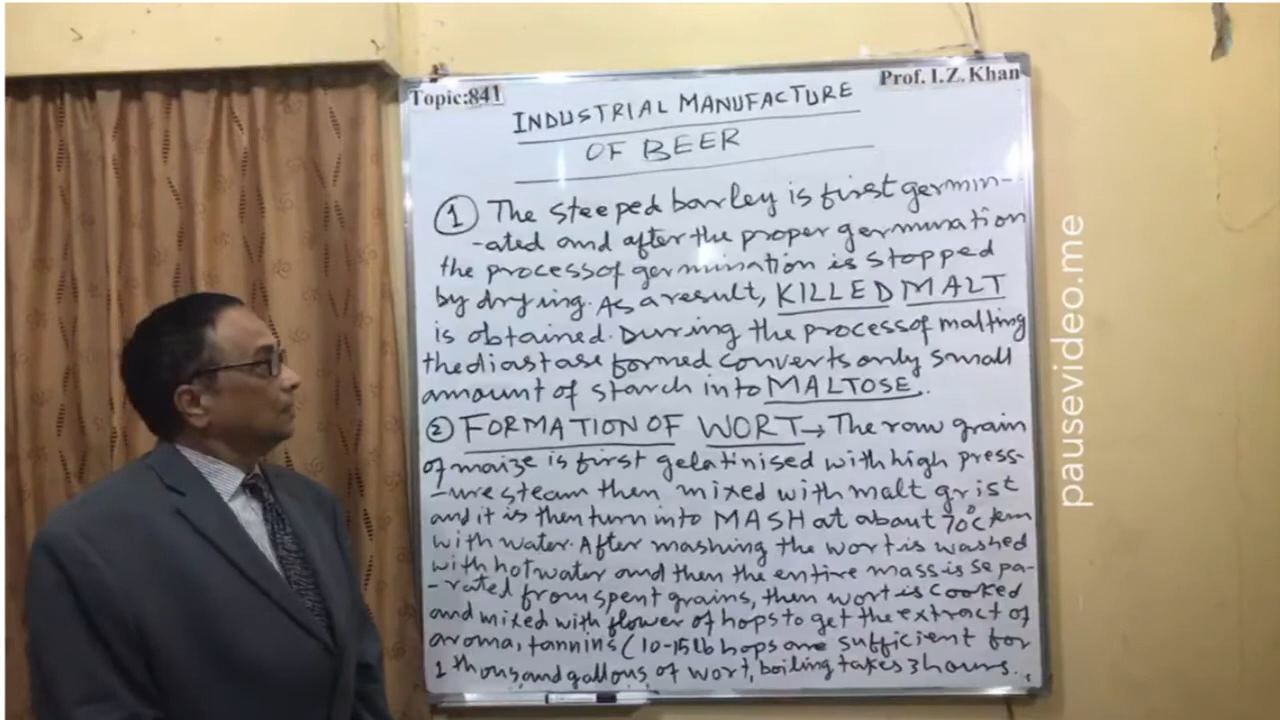 Topic:841
Prof. I.Z. Khan
INDUSTRIAL MANUFACTURE
OF BEER
① The steeped barley is first germin-
-ated and after the proper germination
the process of germination is stopped
by drying. As a result, KILLED MALT
is obtained. During the process of malting
the diastase formed converts only small
amount of starch into MALTOSE.
② FORMATION OF WORT → The raw grain
of maize is first gelatinised with high press-
-ure steam then mixed with malt grist
and it is then turn into MASH at about 70°C
with water. After mashing the wort is washed
with hot water and then the entire mass is sepa-
-rated from spent grains, then wort is cooked
and mixed with flower of hops to get the extract of
aroma, tannins (10-15 lb hops are sufficient for
1 thousand gallons of wort, boiling takes 3 hours.
pausevideo.me